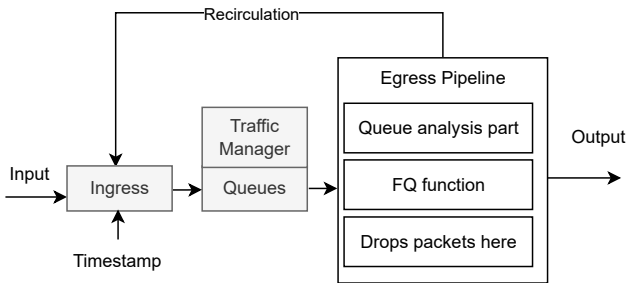 Recirculation
Egress Pipeline
Traffic
Manager
Queue analysis part
Output
Input
Ingress
Queues
FQ function
Timestamp
Drops packets here